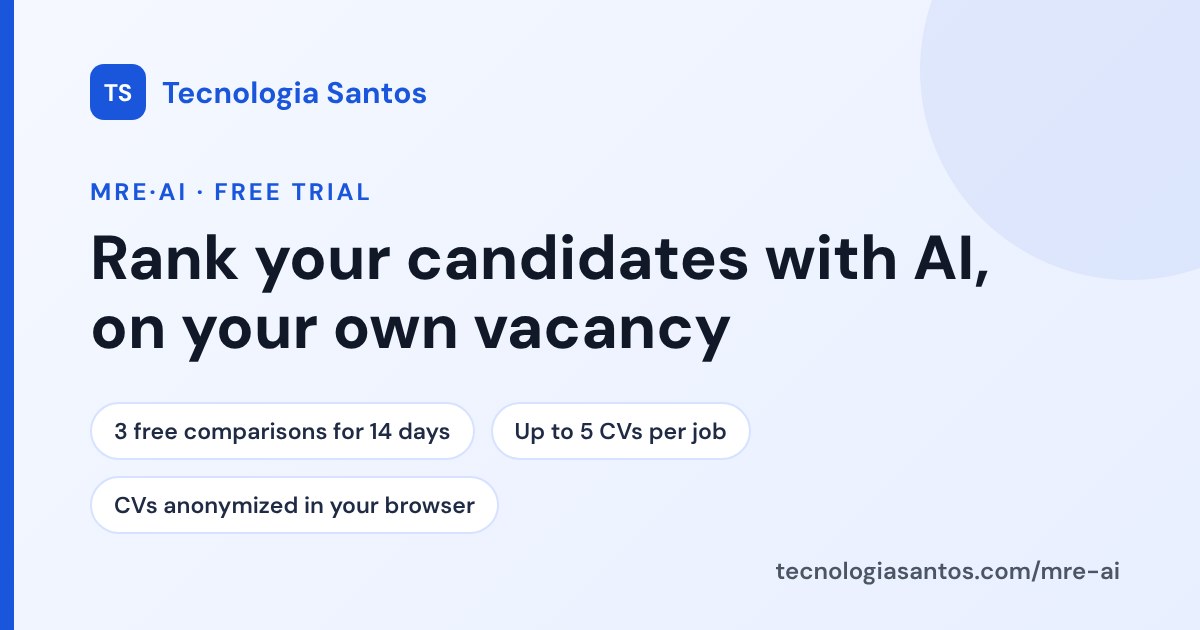 TS
Tecnologia Santos
MRE·AI · FREE TRIAL
Rank your candidates with AI,
on your own vacancy
3 free comparisons for 14 days
Up to 5 CVs per job
CVs anonymized in your browser
tecnologiasantos.com/mre-ai